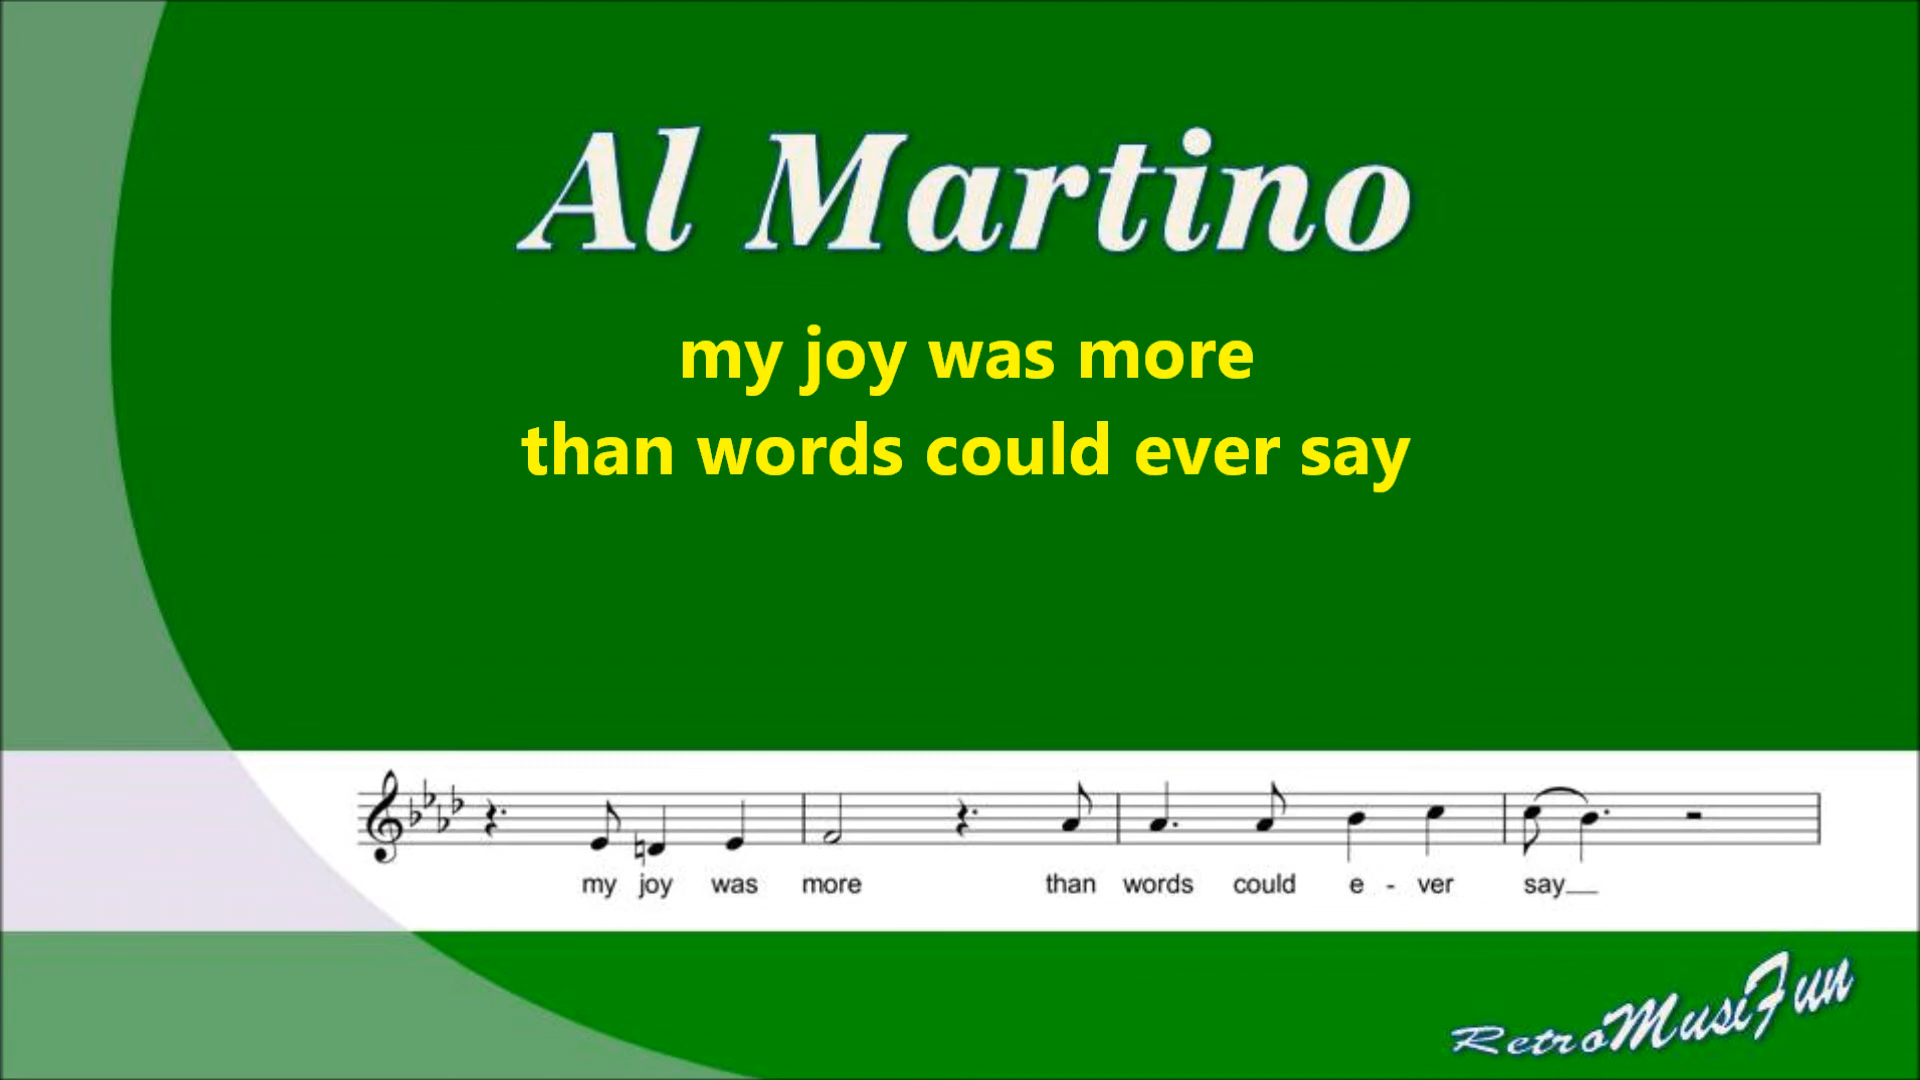 Al Martino
my joy was more
than words could ever say
my joy was more than words could e - ver say
RetroMusiFun